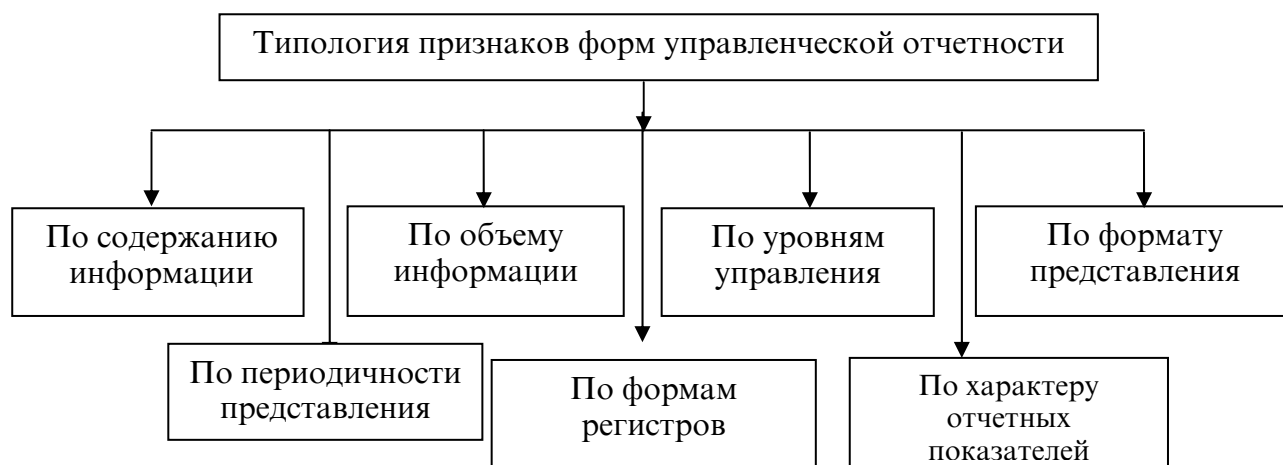 Типология признаков форм управленческой отчетности
По содержанию
информации
По объему
информации
По уровням
управления
По формату
представления
По периодичности
представления
По формам
регистров
По характеру
отчетных
показателей